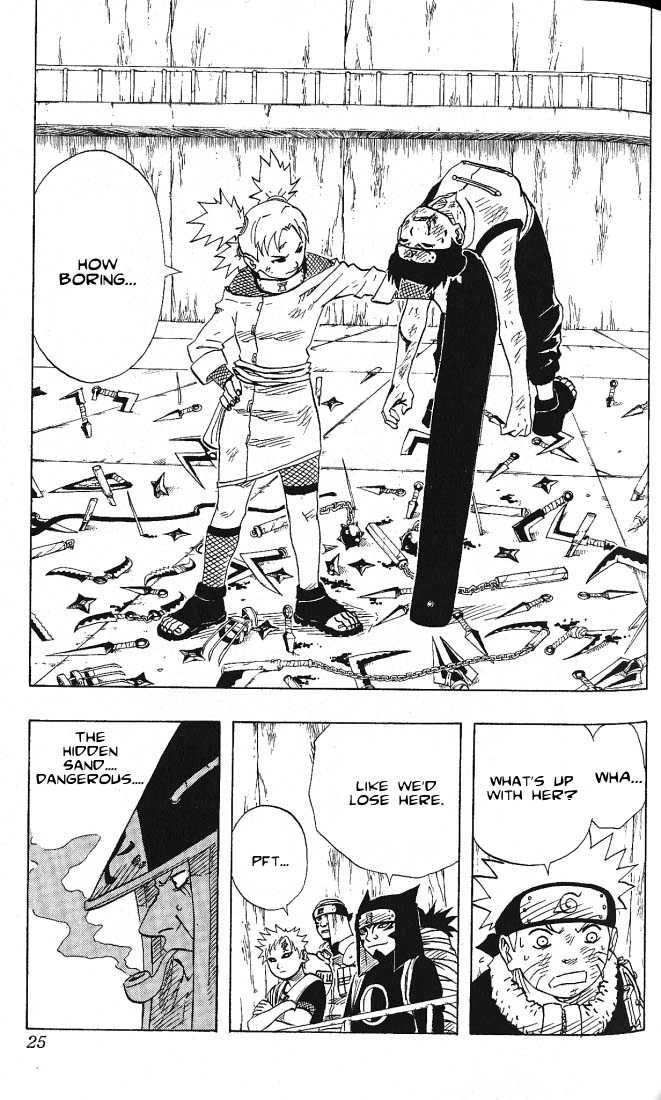 HOW
BORING...
WHA...
WHAT'S UP
WITH HER?
LIKE WE'D
LOSE HERE.
PFT...
THE
HIDDEN
SAND....
DANGEROUS....
25